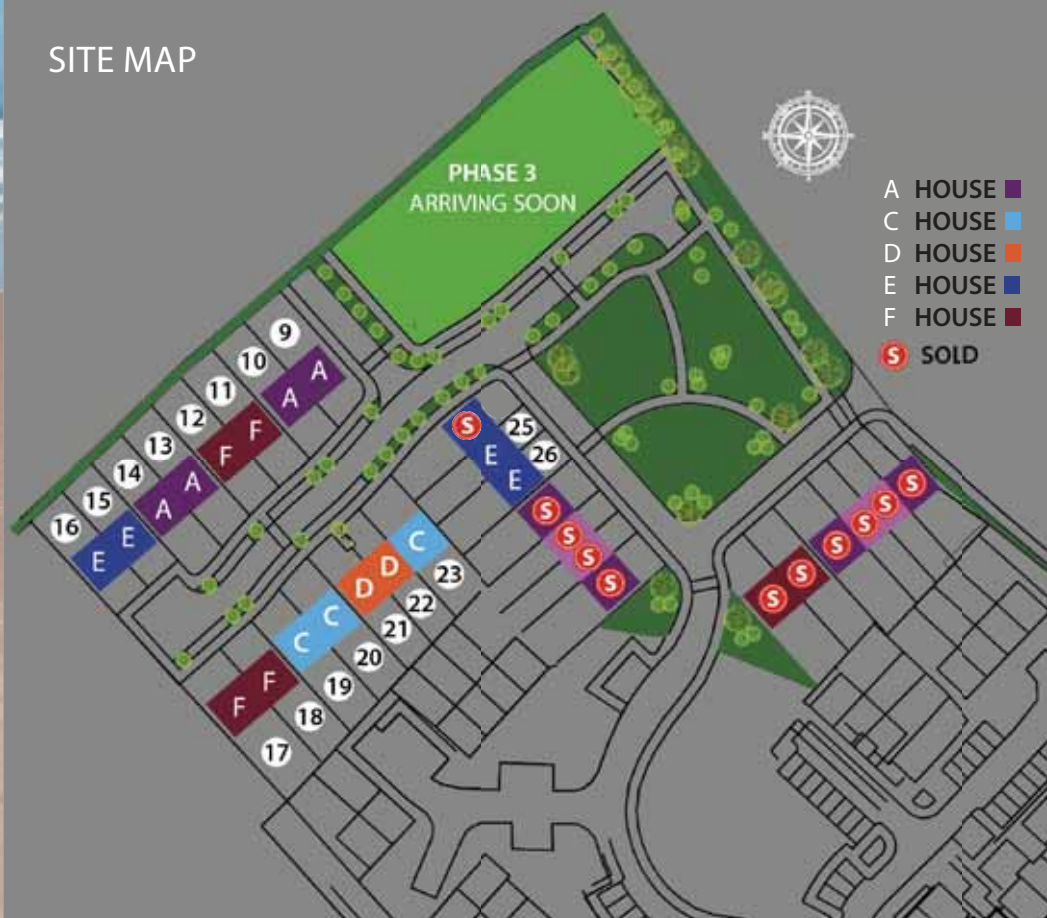 SITE MAP
PHASE 3
ARRIVING SOON
A HOUSE
C HOUSE
D HOUSE
E HOUSE
F HOUSE
S SOLD
9
10
11
12
13
14
15
16
A
A
F
F
A
A
E
E
S
25
E
26
E
S
S
S
S
S
S
S
S
S
S
C
23
D
22
D
21
C
20
C
19
F
18
F
17